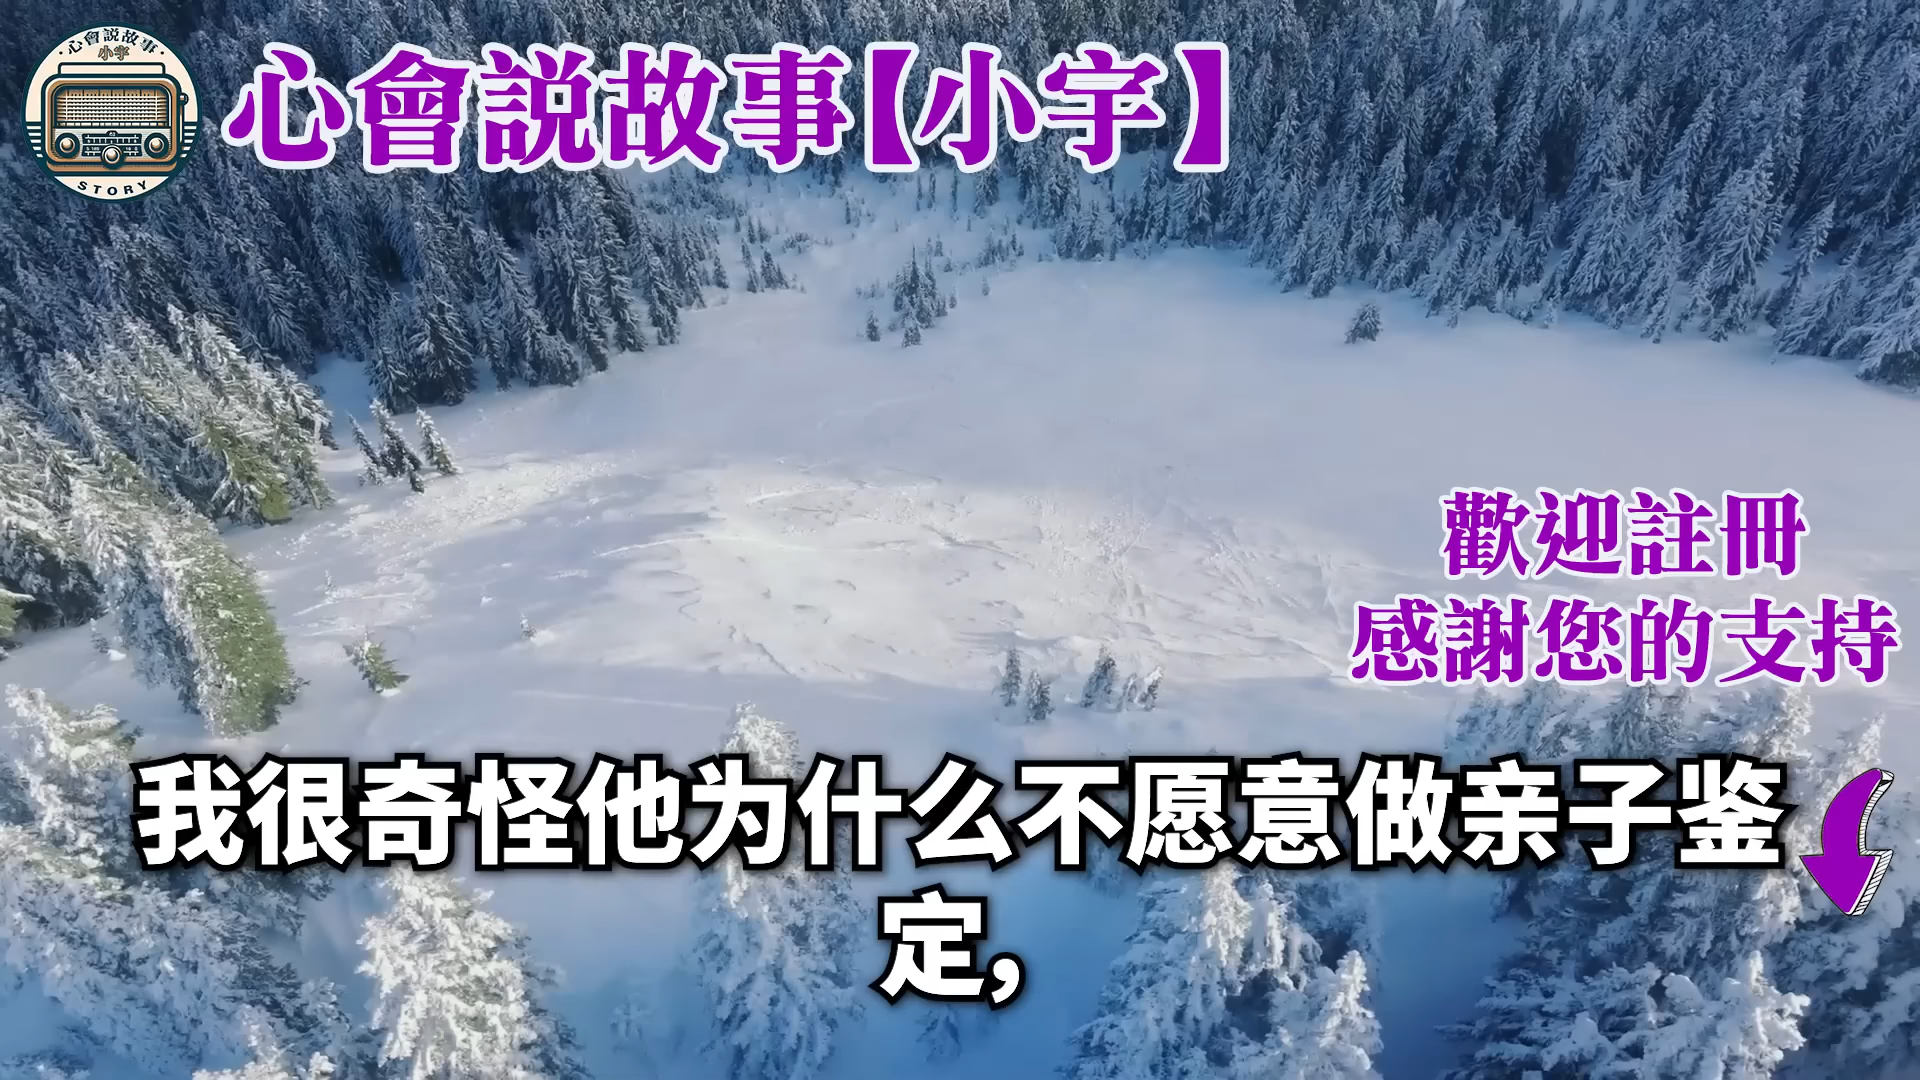 心會説故事
小宇
STORY
心會説故事【小宇】
歡迎註冊
感謝您的支持
我很奇怪他为什么不愿意做亲子鉴
定,